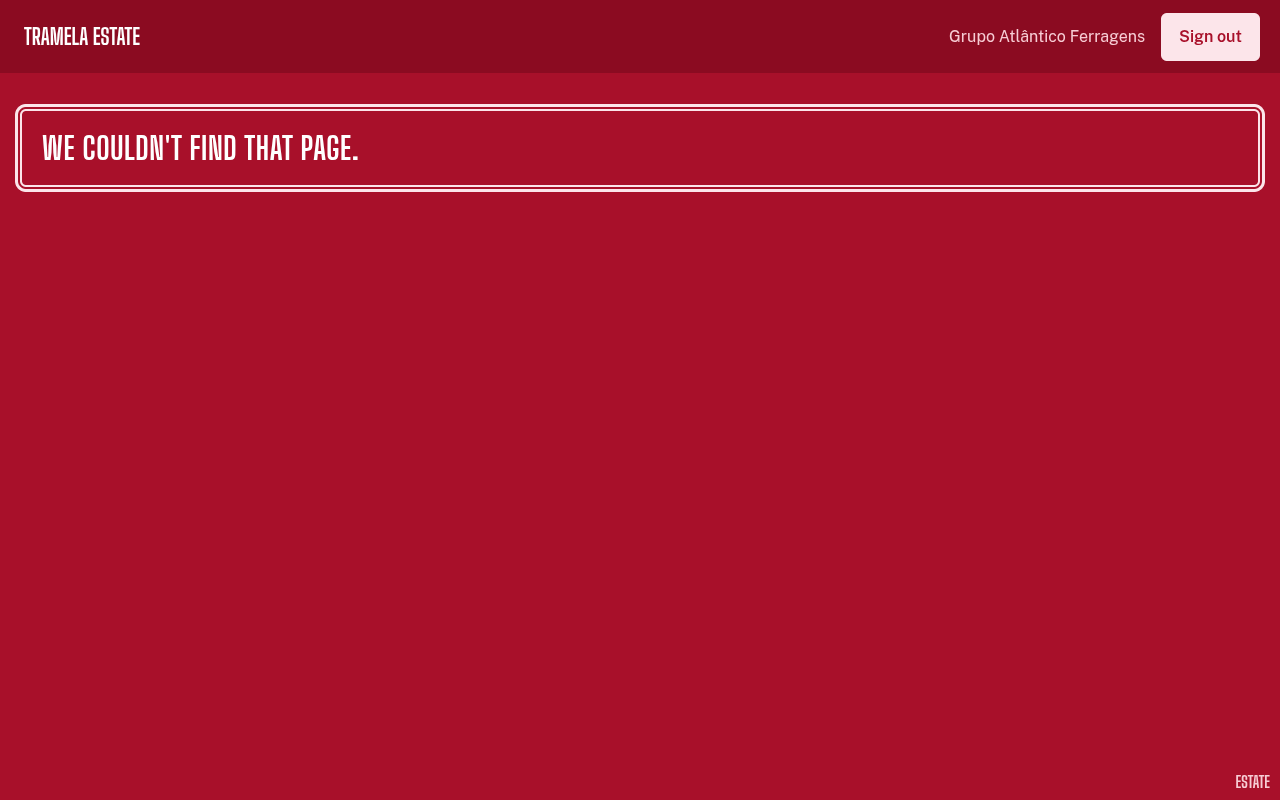 TRAMELA ESTATE
Grupo Atlântico Ferragens
Sign out
WE COULDN'T FIND THAT PAGE.
ESTATE